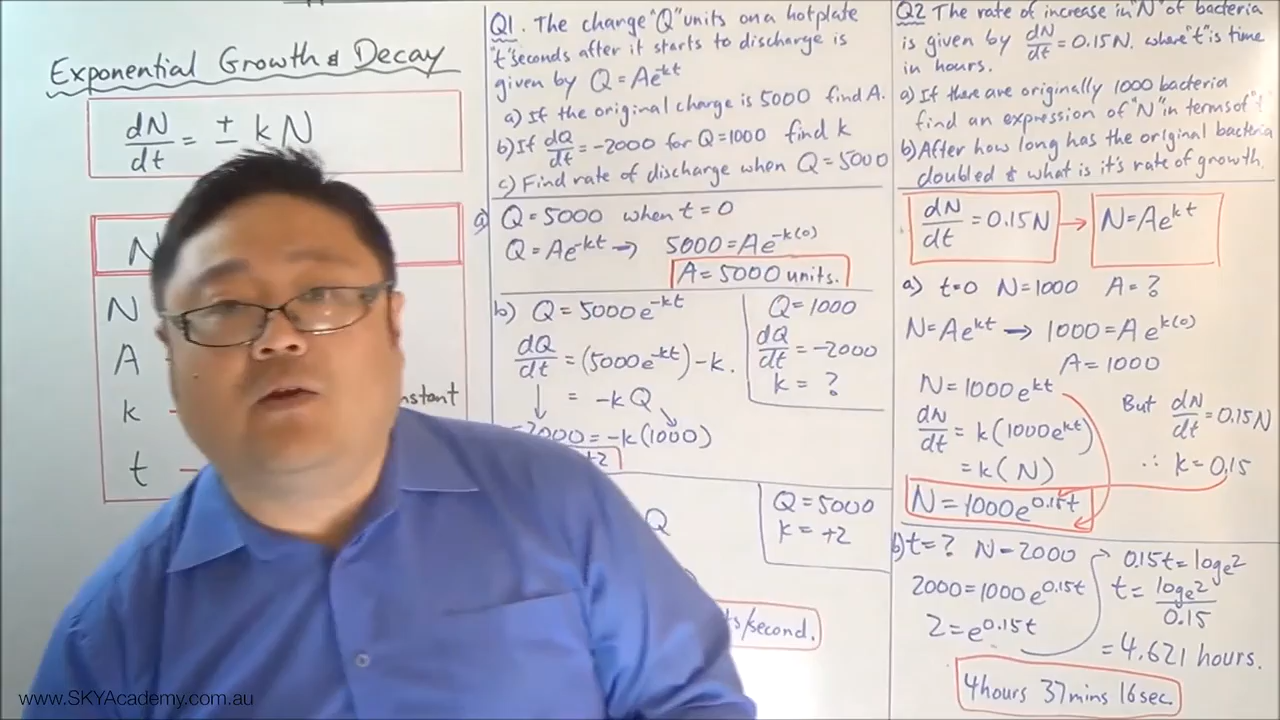 Exponential Growth & Decay
dN/dt = ± kN
N
N
A
k
nstant
t
Q1. The change "Q" units on a hotplate
"t" seconds after it starts to discharge is
given by Q = Ae^-kt
a) If the original charge is 5000 find A.
b) If dQ/dt = -2000 for Q=1000 find k
c) Find rate of discharge when Q = 5000
a) Q = 5000 when t = 0
Q = Ae^-kt → 5000 = Ae^-k(0)
A = 5000 units.
b) Q = 5000e^-kt
dQ/dt = (5000e^-kt) - k.
= -kQ
-2000 = -k(1000)
+2
Q = 1000
dQ/dt = -2000
k = ?
Q
Q = 5000
k = +2
ts/second.
Q2 The rate of increase in "N" of bacteria
is given by dN/dt = 0.15N. where "t" is time
in hours.
a) If there are originally 1000 bacteria
find an expression of "N" in terms of "t"
b) After how long has the original bacteria
doubled & what is it's rate of growth.
dN/dt = 0.15N → N = Ae^kt
a) t=0 N=1000 A=?
N = Ae^kt → 1000 = Ae^k(0)
A = 1000
N = 1000e^kt
dN/dt = k(1000e^kt)
= k(N)
But dN/dt = 0.15N
∴ k = 0.15
N = 1000e^0.15t
b) t=? N=2000
2000 = 1000e^0.15t
2 = e^0.15t
0.15t = loge2
t = loge2/0.15
= 4.621 hours.
4hours 37mins 16sec.
www.SKYAcademy.com.au